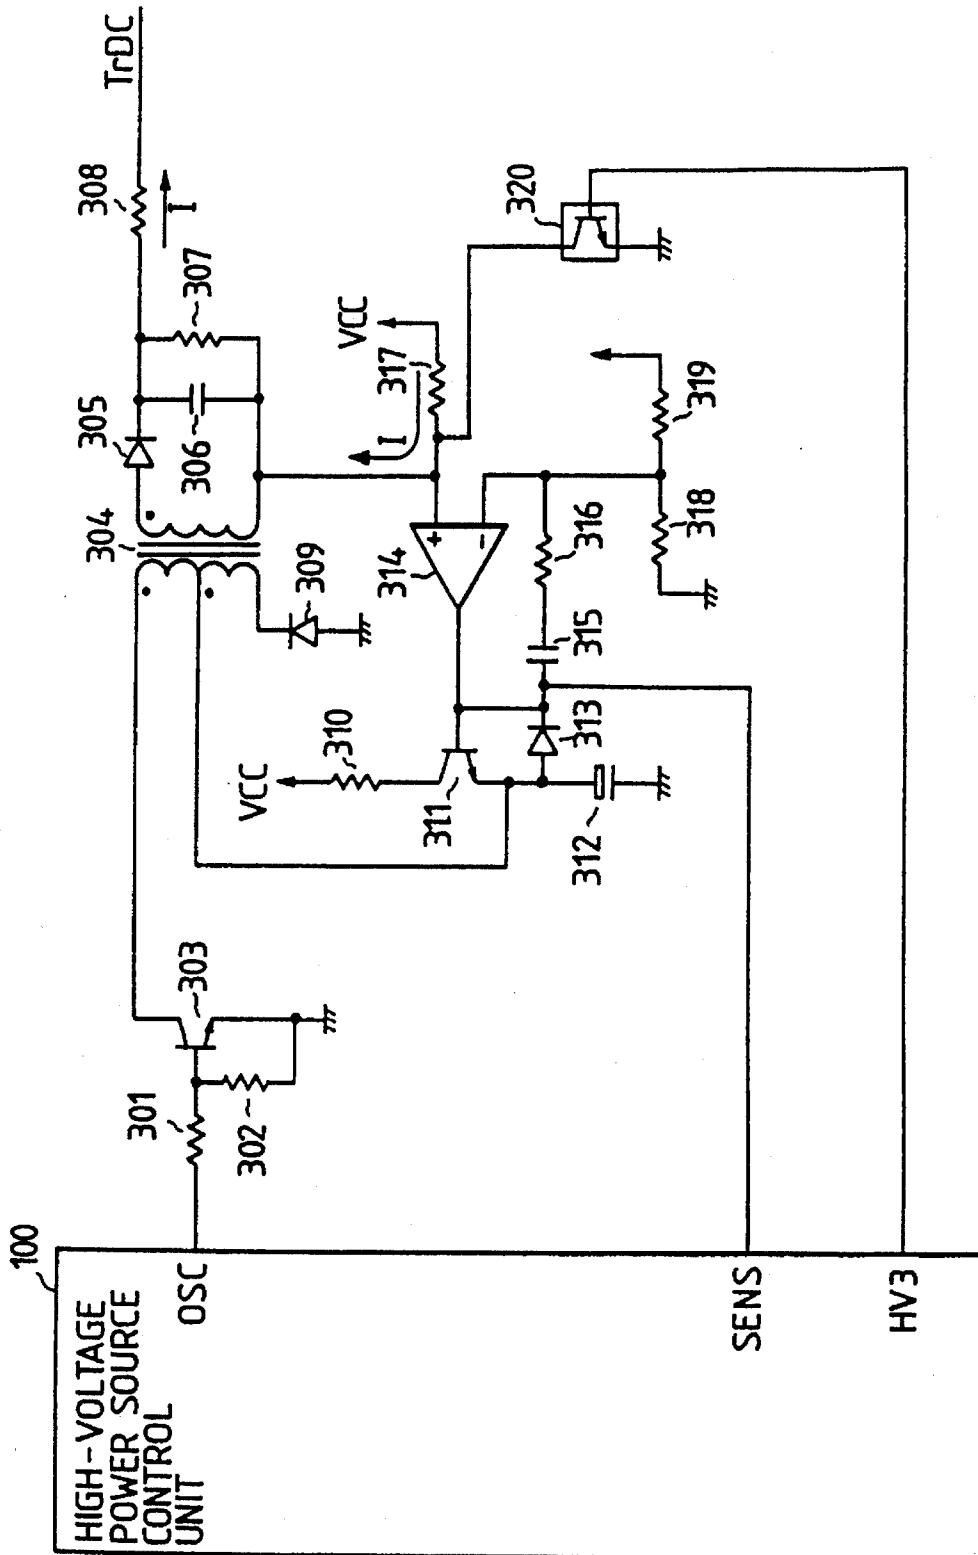 100
HIGH-VOLTAGE
POWER SOURCE
CONTROL
UNIT
OSC
SENS
HV3
301
302
303
304
305
306
307
308
I
TrDC
309
VCC
310
311
312
313
314
+
-
315
316
I
317
VCC
318
319
320